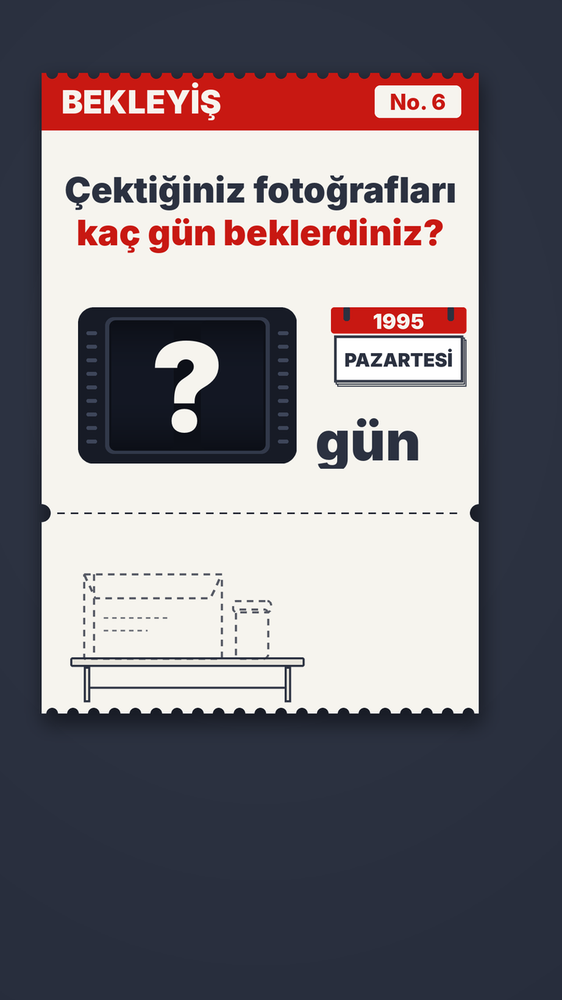 BEKLEYİŞ
No. 6
Çektiğiniz fotoğrafları
kaç gün beklerdiniz?
?
1995
PAZARTESİ
gün